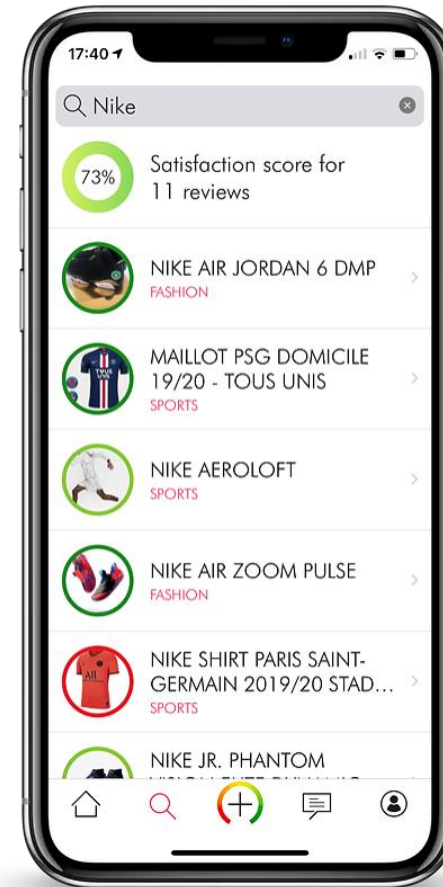 17:40
Nike
73%
Satisfaction score for
11 reviews
NIKE AIR JORDAN 6 DMP
FASHION
MAILLOT PSG DOMICILE
19/20 - TOUS UNIS
SPORTS
NIKE AEROLOFT
SPORTS
NIKE AIR ZOOM PULSE
FASHION
NIKE SHIRT PARIS SAINT-
GERMAIN 2019/20 STAD...
SPORTS
NIKE JR. PHANTOM